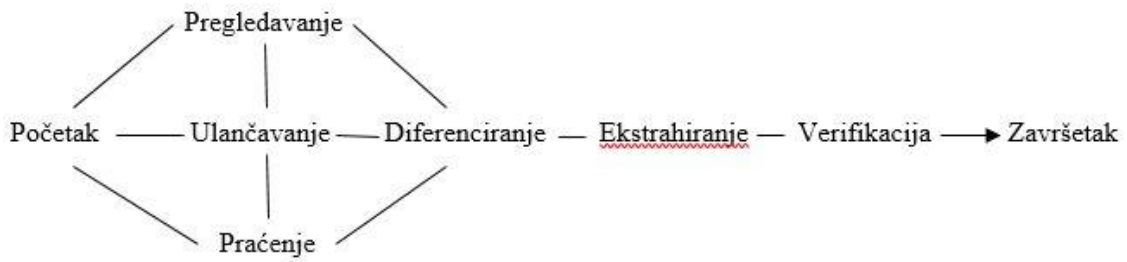 Pregledavanje
Početak Ulančavanje Diferenciranje Ekstrahiranje Verifikacija Završetak
Praćenje